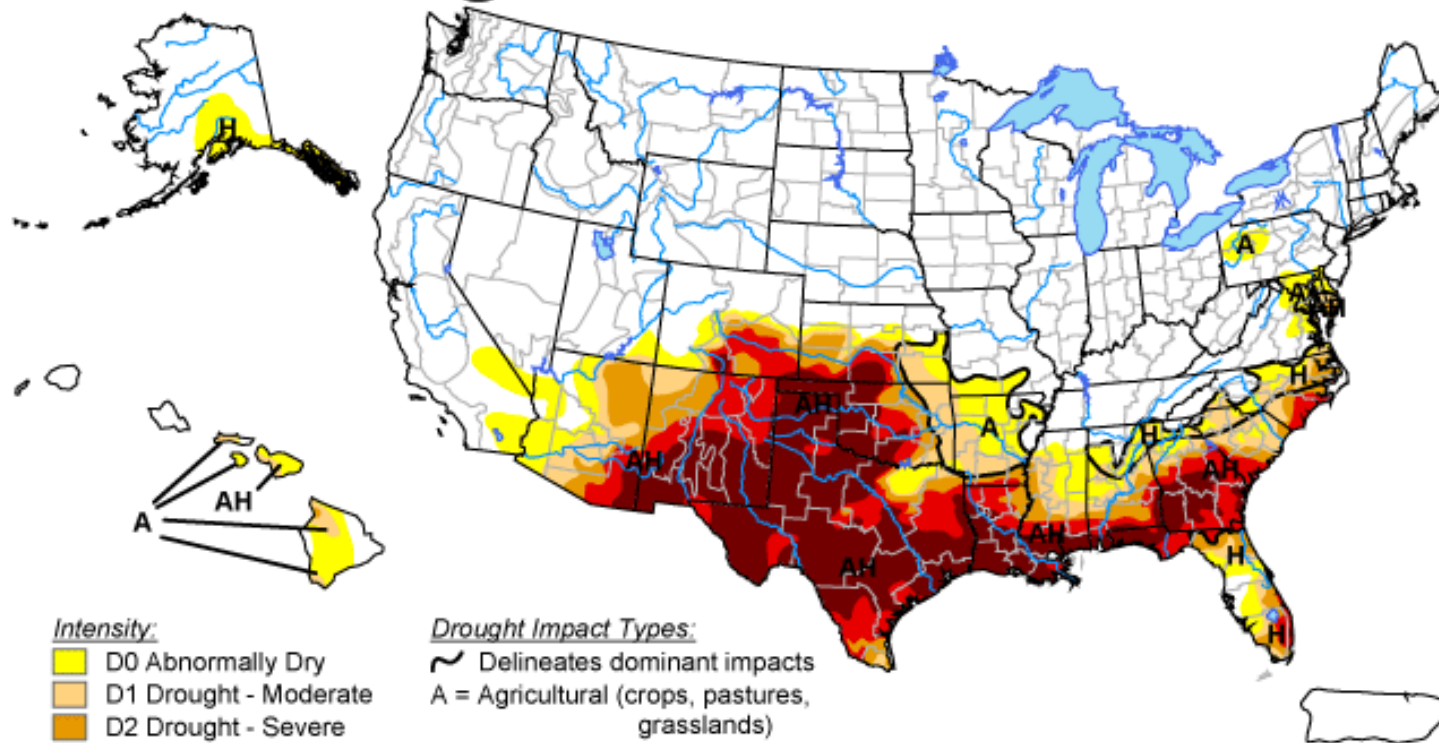 H
A
A
AH
H
AH
A
H
AH
AH
AH
A
AH
AH
H
H
Intensity:
D0 Abnormally Dry
D1 Drought - Moderate
D2 Drought - Severe
Drought Impact Types:
Delineates dominant impacts
A = Agricultural (crops, pastures,
grasslands)